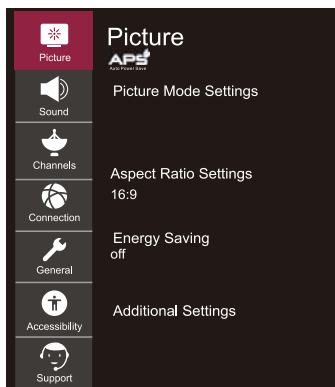 Picture
Sound
Channels
Connection
General
Accessibility
Support
Picture
APS
Auto Power Save
Picture Mode Settings
Aspect Ratio Settings
16:9
Energy Saving
off
Additional Settings